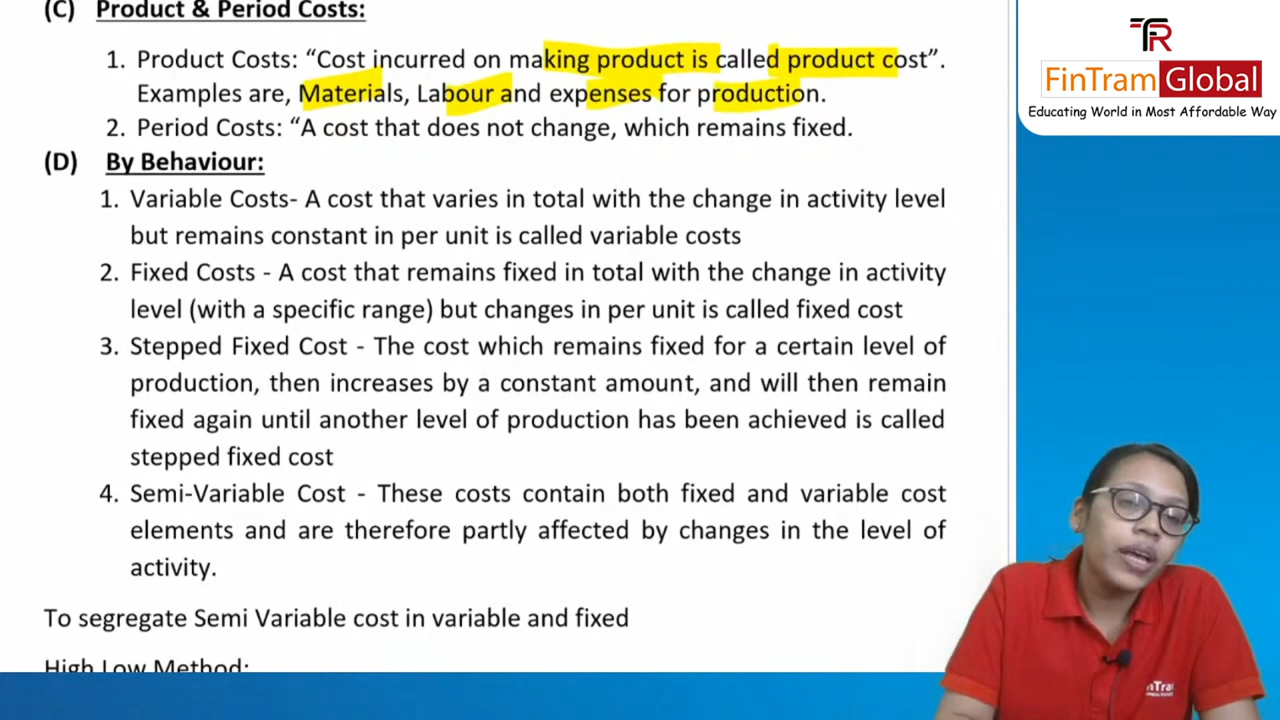 (C) Product & Period Costs:
1. Product Costs: “Cost incurred on making product is called product cost”.
Examples are, Materials, Labour and expenses for production.
2. Period Costs: “A cost that does not change, which remains fixed.
(D) By Behaviour:
1. Variable Costs- A cost that varies in total with the change in activity level
but remains constant in per unit is called variable costs
2. Fixed Costs - A cost that remains fixed in total with the change in activity
level (with a specific range) but changes in per unit is called fixed cost
3. Stepped Fixed Cost - The cost which remains fixed for a certain level of
production, then increases by a constant amount, and will then remain
fixed again until another level of production has been achieved is called
stepped fixed cost
4. Semi-Variable Cost - These costs contain both fixed and variable cost
elements and are therefore partly affected by changes in the level of
activity.
To segregate Semi Variable cost in variable and fixed
High Low Method:
FinTram Global
Educating World in Most Affordable Way